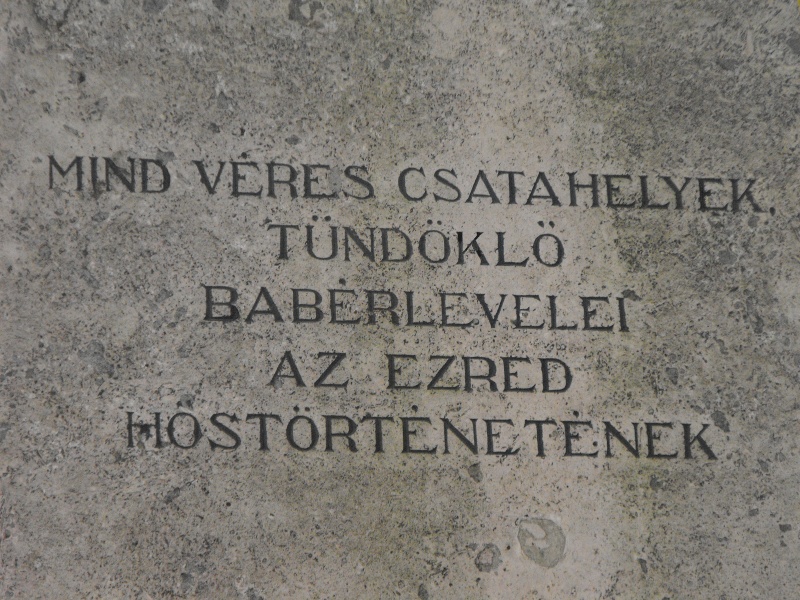 MIND VÉRES CSATAHELYEK,
TÜNDÖKLŐ
BABÉRLEVELEI
AZ EZRED
HŐSTÖRTÉNETÉNEK